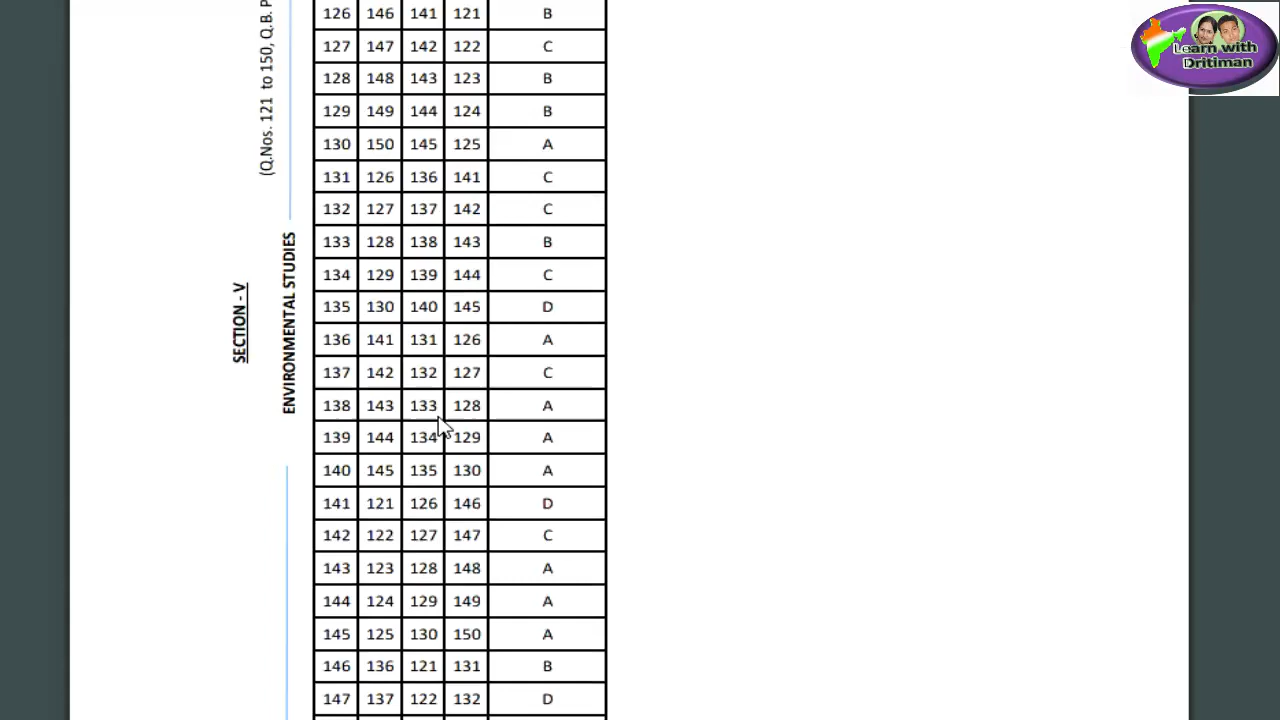 Learn with
Dritiman
(Q.Nos. 121 to 150, Q.B. P
SECTION - V
ENVIRONMENTAL STUDIES
126 146 141 121 B
127 147 142 122 C
128 148 143 123 B
129 149 144 124 B
130 150 145 125 A
131 126 136 141 C
132 127 137 142 C
133 128 138 143 B
134 129 139 144 C
135 130 140 145 D
136 141 131 126 A
137 142 132 127 C
138 143 133 128 A
139 144 134 129 A
140 145 135 130 A
141 121 126 146 D
142 122 127 147 C
143 123 128 148 A
144 124 129 149 A
145 125 130 150 A
146 136 121 131 B
147 137 122 132 D